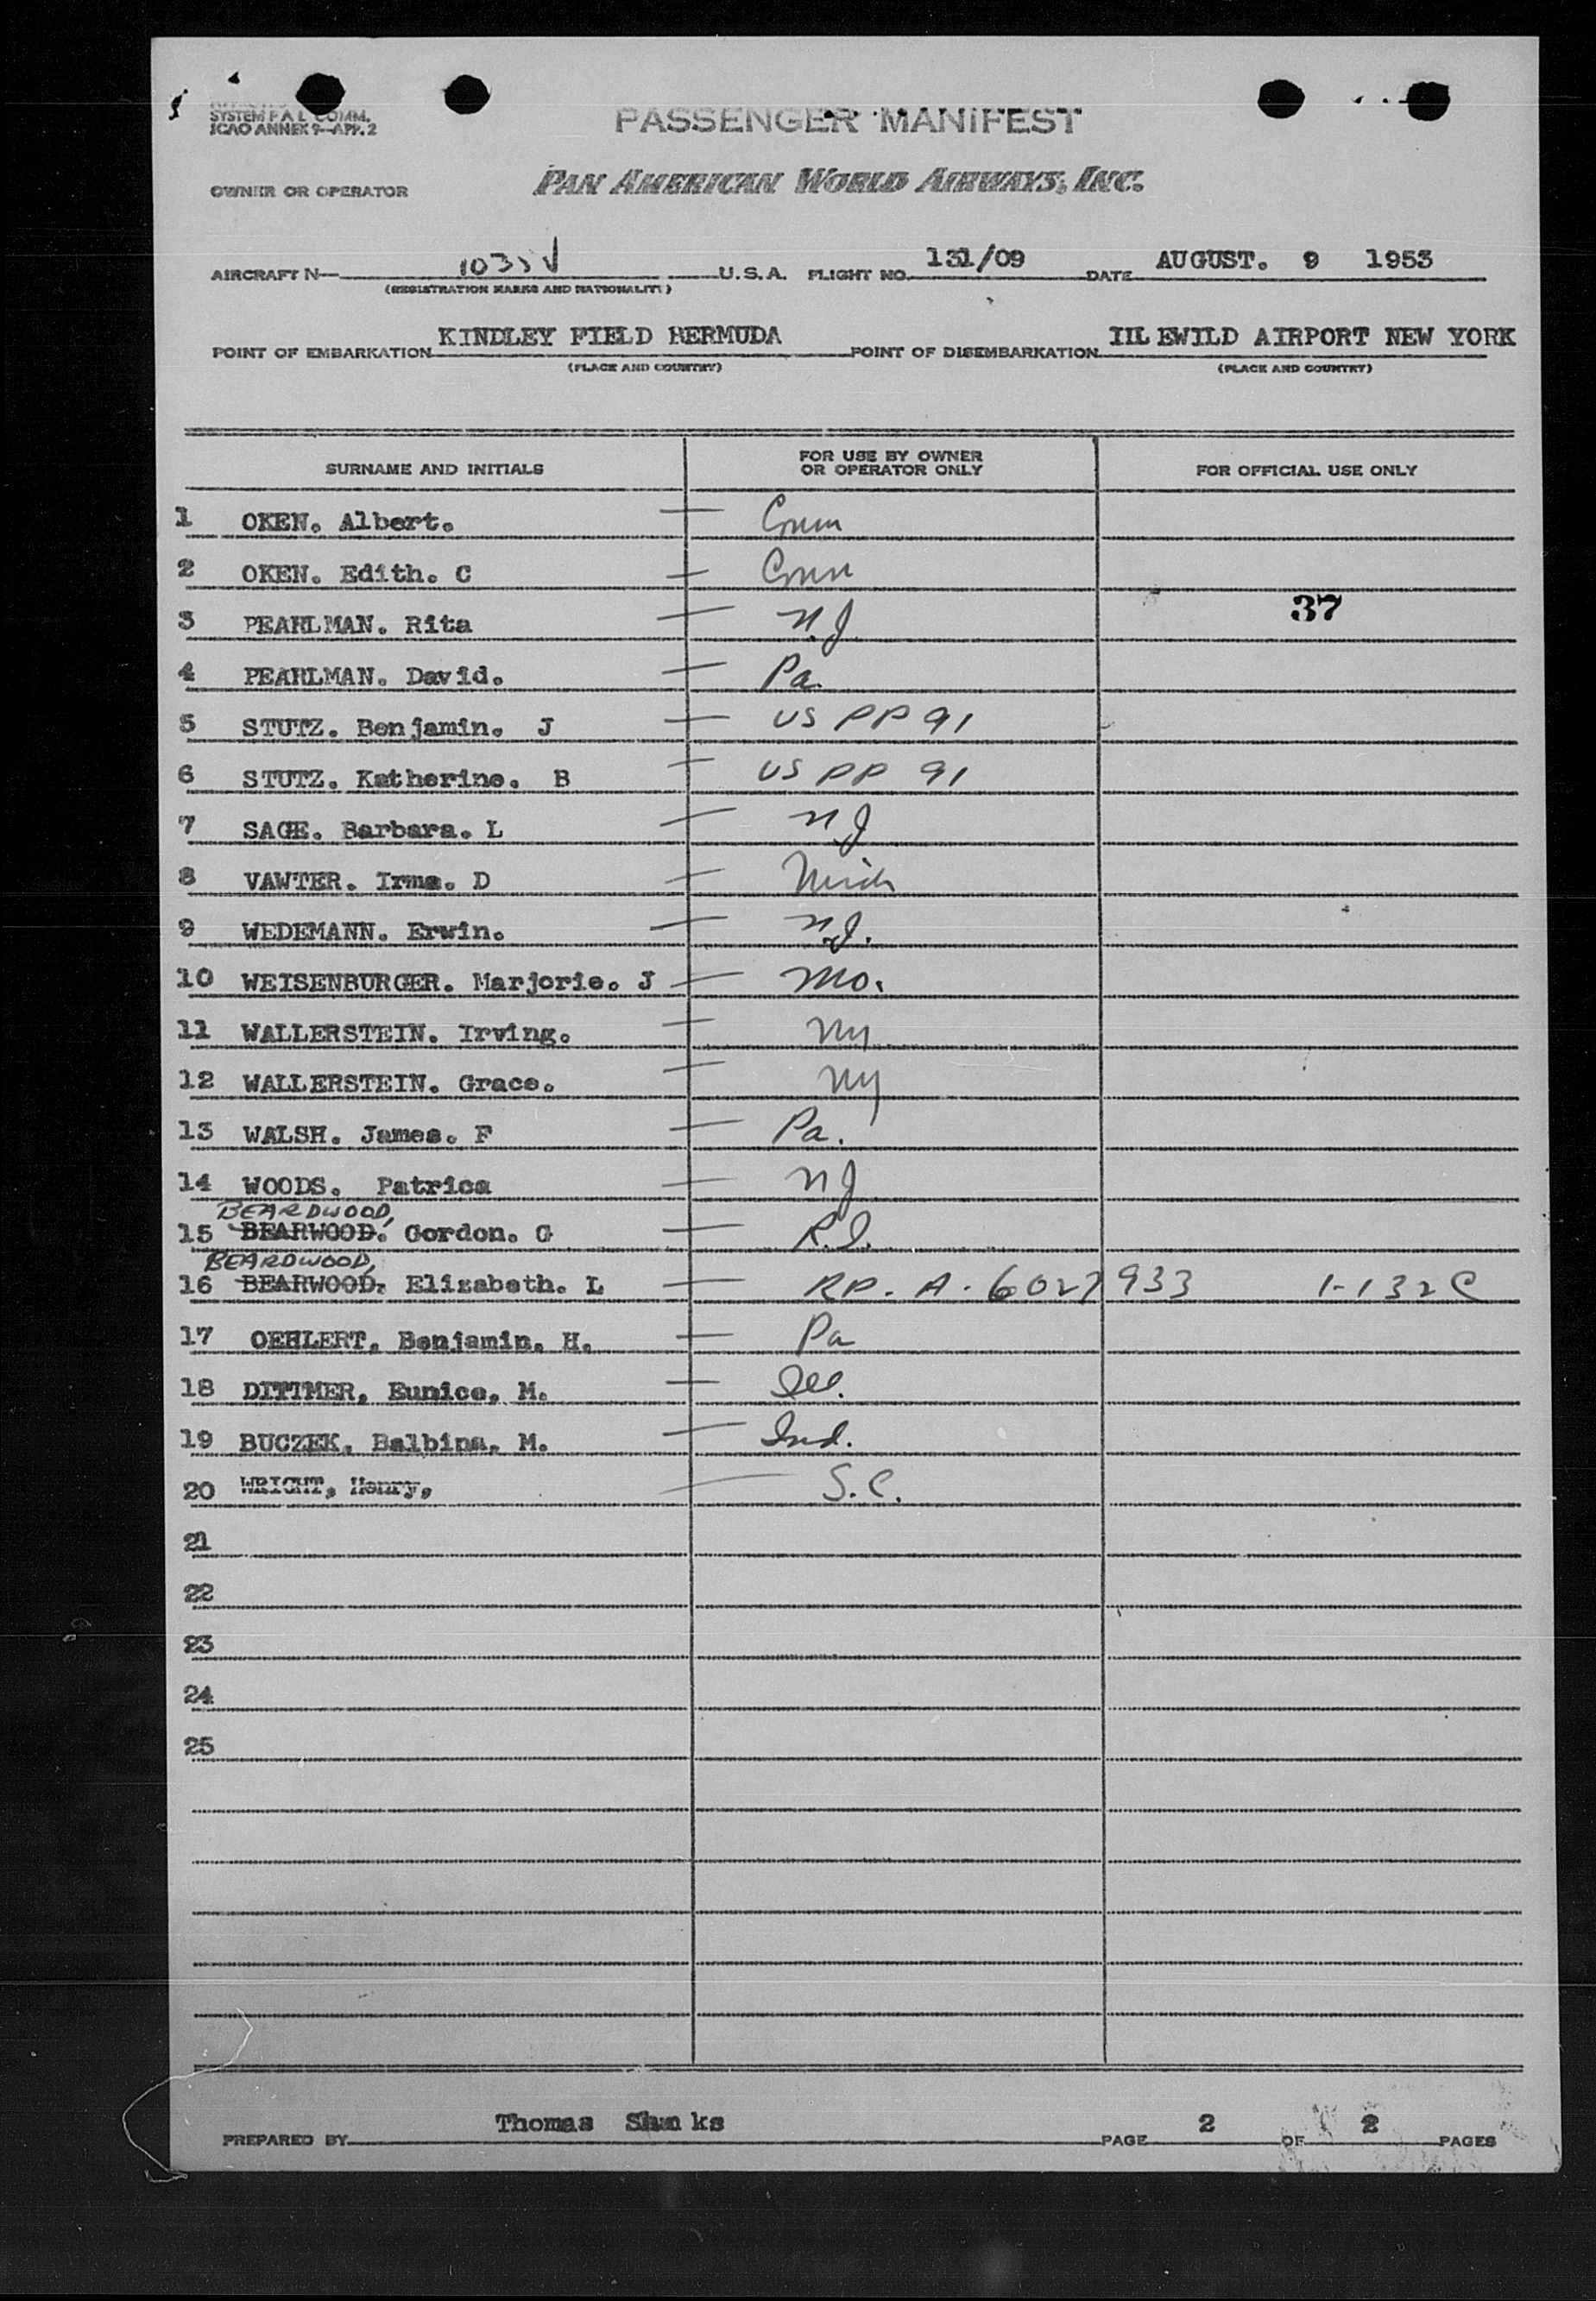 SYSTEM P A L COMM.
ICAO ANNEX 9—APP. 2
PASSENGER MANIFEST
OWNER OR OPERATOR PAN AMERICAN WORLD AIRWAYS, INC.
AIRCRAFT N— 1035V U.S.A. FLIGHT NO. 131/09 DATE AUGUST. 9 1953
(REGISTRATION MARKS AND NATIONALITY)
POINT OF EMBARKATION KINDLEY FIELD BERMUDA POINT OF DISEMBARKATION IILEWILD AIRPORT NEW YORK
(PLACE AND COUNTRY) (PLACE AND COUNTRY)
SURNAME AND INITIALS FOR USE BY OWNER OR OPERATOR ONLY FOR OFFICIAL USE ONLY
1 OKEN. Albert. — Conn
2 OKEN. Edith. C — Conn
37
3 PEARLMAN. Rita — N.J.
4 PEARLMAN. David. — Pa.
5 STUTZ. Benjamin. J — US PP 91
6 STUTZ. Katherine. B — US PP 91
7 SAGE. Barbara. L — NJ
8 VAWTER. Irma. D — Mich
9 WEDEMANN. Erwin. — N.J.
10 WEISENBURGER. Marjorie. J — Mo.
11 WALLERSTEIN. Irving. — Ny
12 WALLERSTEIN. Grace. — Ny
13 WALSH. James. F — Pa.
14 WOODS. Patrica — NJ
BEARDWOOD,
15 BEARWOOD. Gordon. G — R.I.
BEARDWOOD,
16 BEARWOOD. Elizabeth. L — RP. A. 6027933 1-132C
17 OEHLERT, Benjamin. H. — Pa
18 DITTMER, Eunice, M. — Ill.
19 BUCZEK, Balbina, M. — Ind.
20 WRIGHT, Henry, — S.C.
21
22
23
24
25
PREPARED BY Thomas Shanks PAGE 2 OF 2 PAGES